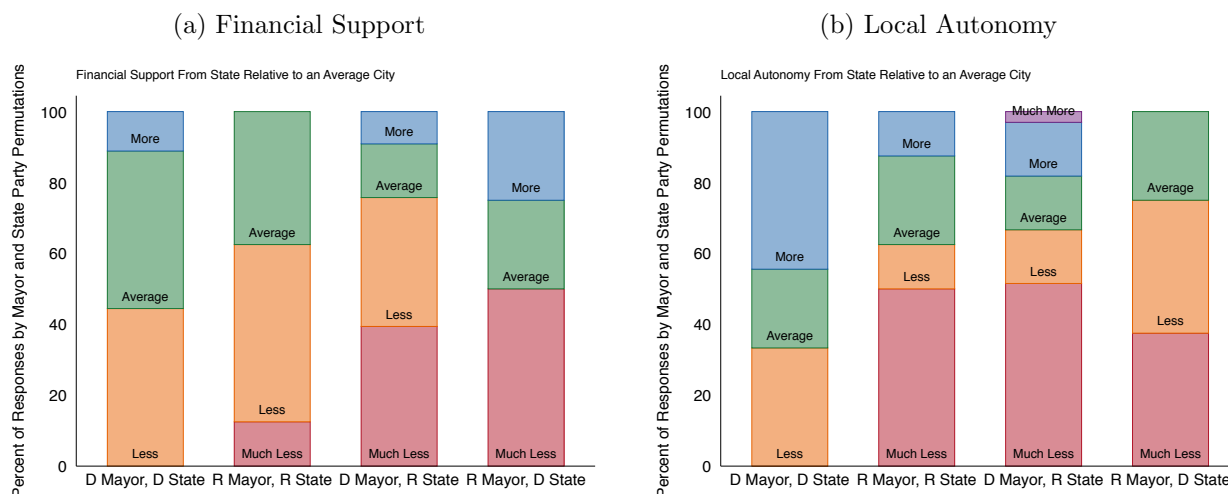 (a) Financial Support
Financial Support From State Relative to an Average City
Percent of Responses by Mayor and State Party Permutations
100
80
60
40
20
0
More
Average
Less
Average
Less
Much Less
More
Average
Less
Much Less
More
Average
Much Less
D Mayor, D State
R Mayor, R State
D Mayor, R State
R Mayor, D State
(b) Local Autonomy
Local Autonomy From State Relative to an Average City
Percent of Responses by Mayor and State Party Permutations
100
80
60
40
20
0
More
Average
Less
More
Average
Less
Much Less
Much More
More
Average
Less
Much Less
Average
Less
Much Less
D Mayor, D State
R Mayor, R State
D Mayor, R State
R Mayor, D State